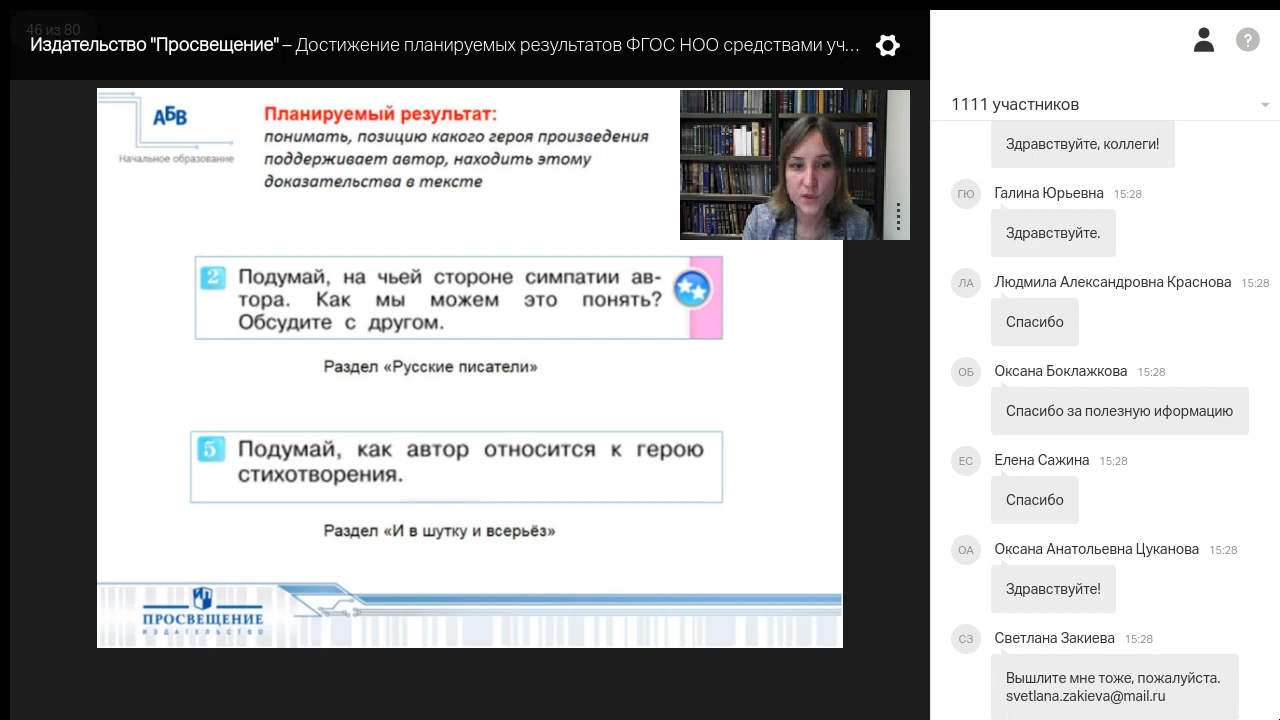 46 из 80
Издательство "Просвещение" – Достижение планируемых результатов ФГОС НОО средствами уч...
АБВ
Начальное образование
Планируемый результат:
понимать, позицию какого героя произведения
поддерживает автор, находить этому
доказательства в тексте
2 Подумай, на чьей стороне симпатии ав-
тора. Как мы можем это понять?
Обсудите с другом.
Раздел «Русские писатели»
5 Подумай, как автор относится к герою
стихотворения.
Раздел «И в шутку и всерьёз»
ПРОСВЕЩЕНИЕ
ИЗДАТЕЛЬСТВО
?
1111 участников
Здравствуйте, коллеги!
ГЮ Галина Юрьевна 15:28
Здравствуйте.
ЛА Людмила Александровна Краснова 15:28
Спасибо
ОБ Оксана Боклажкова 15:28
Спасибо за полезную иформацию
ЕС Елена Сажина 15:28
Спасибо
ОА Оксана Анатольевна Цуканова 15:28
Здравствуйте!
СЗ Светлана Закиева 15:28
Вышлите мне тоже, пожалуйста.
svetlana.zakieva@mail.ru